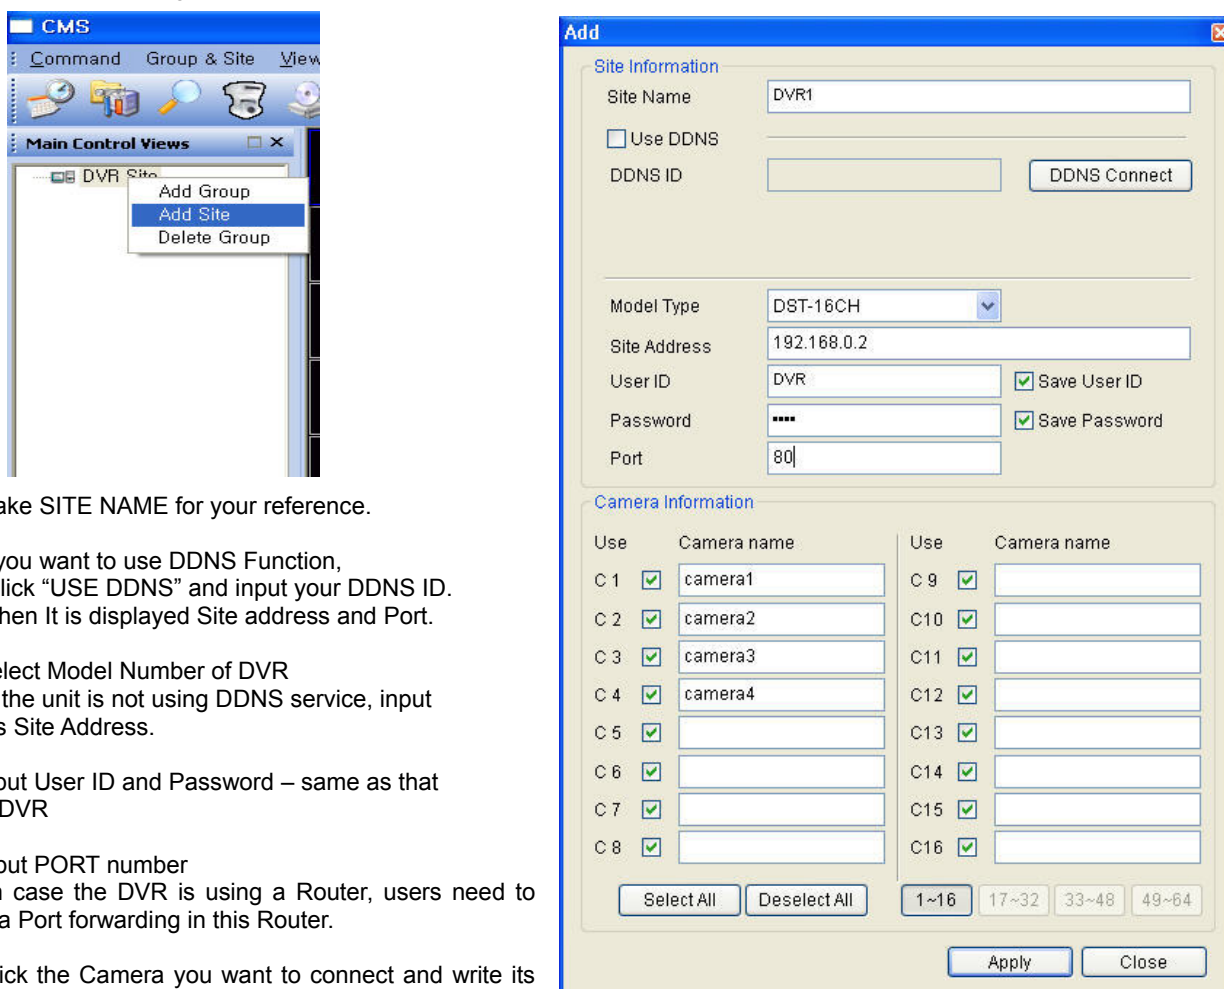 CMS
Command Group & Site View
Main Control Views
DVR Site
Add Group
Add Site
Delete Group
ake SITE NAME for your reference.
you want to use DDNS Function,
lick “USE DDNS” and input your DDNS ID.
hen It is displayed Site address and Port.
elect Model Number of DVR
the unit is not using DDNS service, input
s Site Address.
out User ID and Password – same as that
DVR
out PORT number
n case the DVR is using a Router, users need to
a Port forwarding in this Router.
ick the Camera you want to connect and write its
Add
Site Information
Site Name DVR1
Use DDNS
DDNS ID DDNS Connect
Model Type DST-16CH
Site Address 192.168.0.2
User ID DVR Save User ID
Password •••• Save Password
Port 80
Camera Information
Use Camera name Use Camera name
C 1 camera1 C 9
C 2 camera2 C10
C 3 camera3 C11
C 4 camera4 C12
C 5 C13
C 6 C14
C 7 C15
C 8 C16
Select All Deselect All 1~16 17~32 33~48 49~64
Apply Close